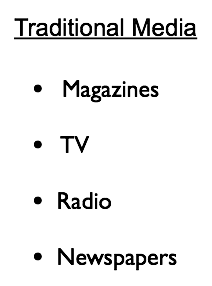 Traditional Media
• Magazines
• TV
• Radio
• Newspapers